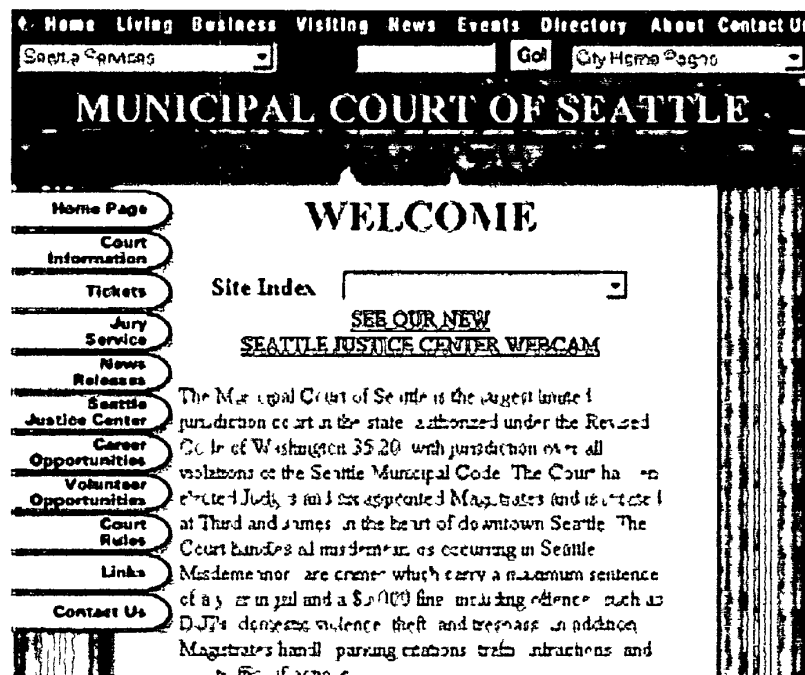 Home Living Business Visiting News Events Directory About Contact Us
Go! City Home Pages
MUNICIPAL COURT OF SEATTLE
WELCOME
Home Page
Court
Information
Tickets
Jury
Service
News
Releases
Seattle
Justice Center
Career
Opportunities
Volunteer
Opportunities
Court
Rules
Links
Contact Us
Site Index
SEE OUR NEW
SEATTLE JUSTICE CENTER WEBCAM
The Municipal Court of Seattle is the largest limited
jurisdiction court in the state authorized under the Revised
Code of Washington 35.20 with jurisdiction over all
violations of the Seattle Municipal Code The Court
elected Judges and six appointed Magistrates and is located
at Third and James in the heart of downtown Seattle The
Court handles all misdemeanors occurring in Seattle
Misdemeanor are crimes which carry a maximum sentence
of a year in jail and a fine including offense such as
DUI's domestic violence theft and trespass in addition
Magistrates handle parking citations traffic infractions and